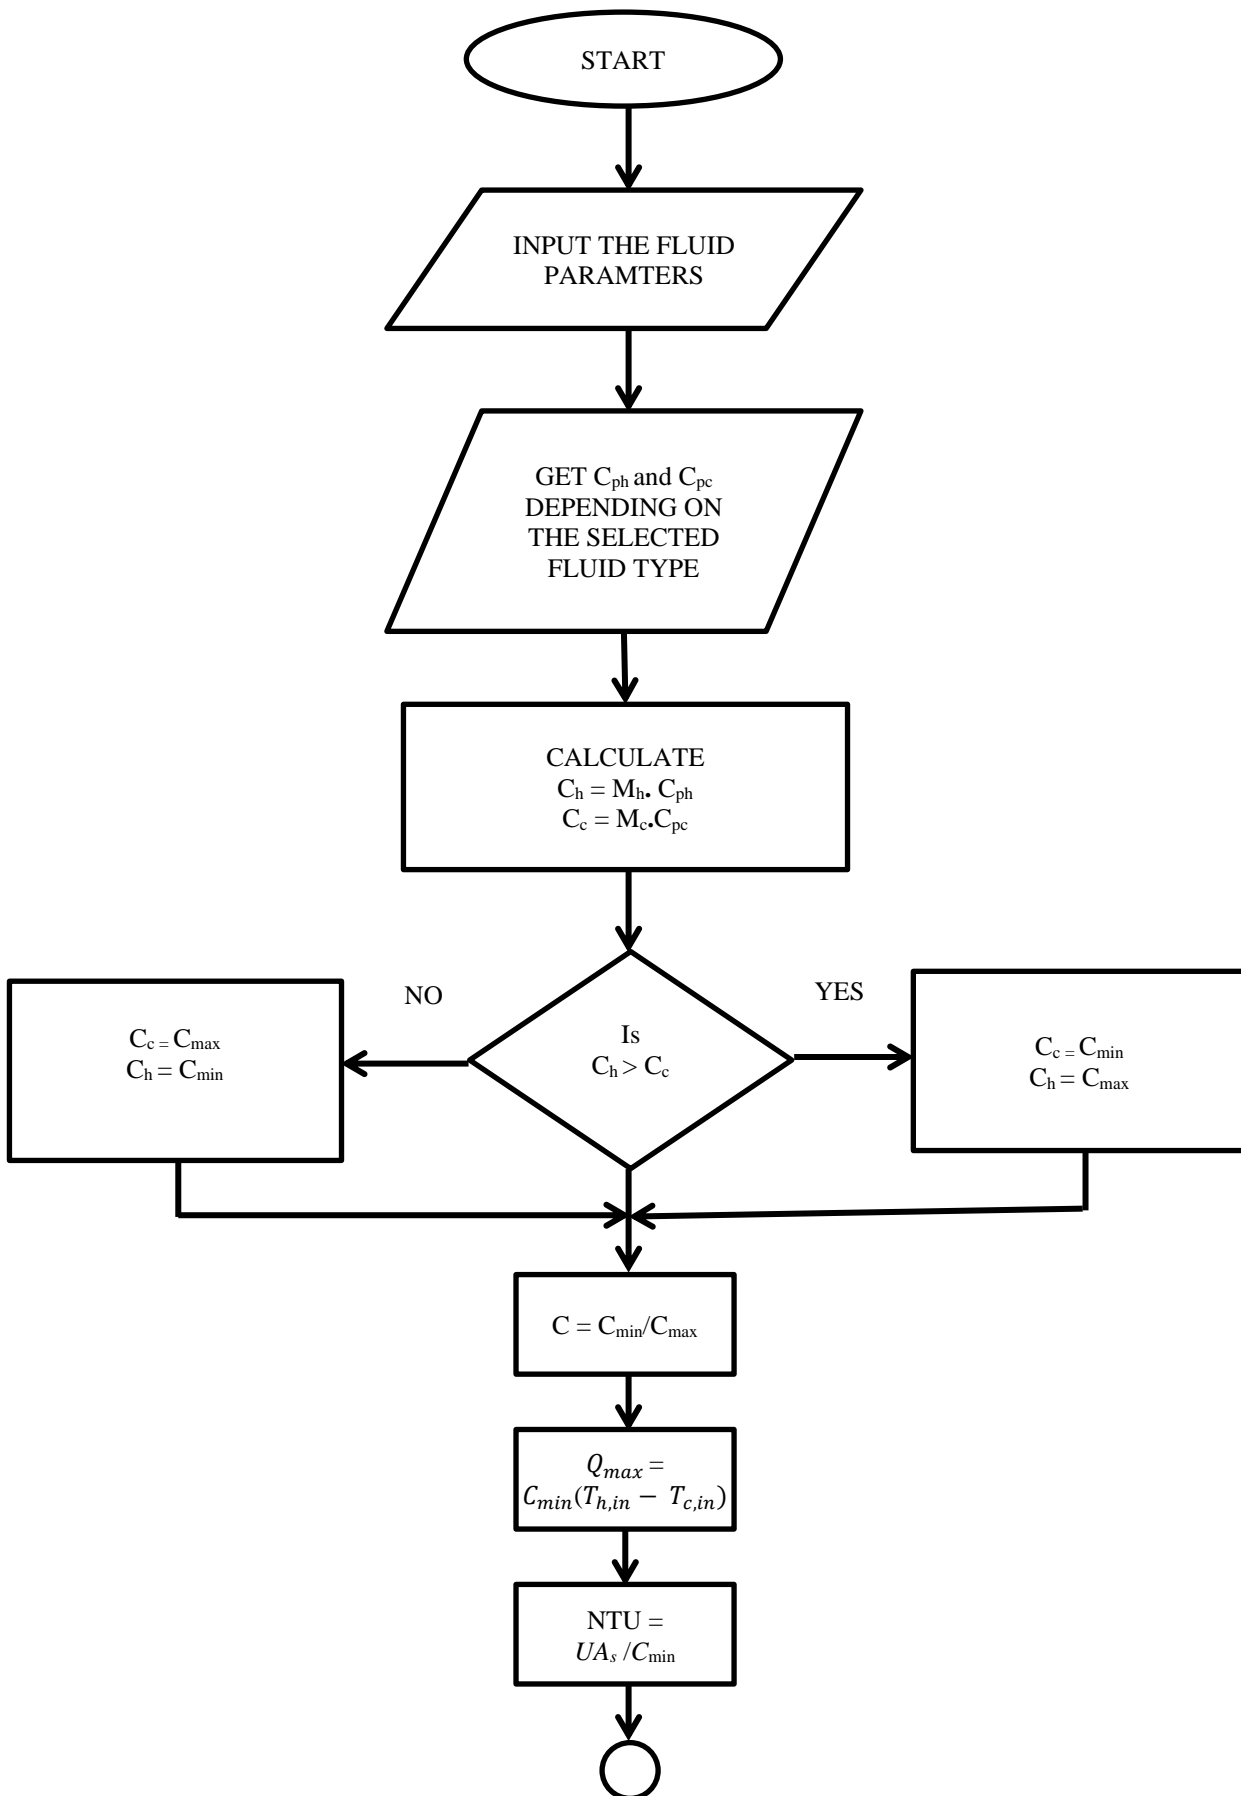 START
INPUT THE FLUID
PARAMTERS
GET Cph and Cpc
DEPENDING ON
THE SELECTED
FLUID TYPE
CALCULATE
Ch = Mh. Cph
Cc = Mc.Cpc
NO
YES
Is
Ch > Cc
Cc = Cmax
Ch = Cmin
Cc = Cmin
Ch = Cmax
C = Cmin/Cmax
Qmax =
Cmin(Th,in − Tc,in)
NTU =
UAs /Cmin